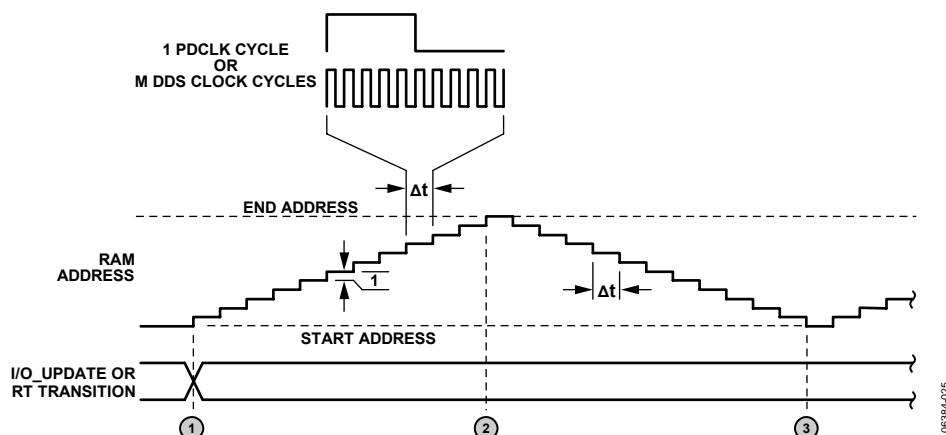 1 PDCLK CYCLE
OR
M DDS CLOCK CYCLES
Δt
END ADDRESS
RAM
ADDRESS
1
Δt
START ADDRESS
I/O_UPDATE OR
RT TRANSITION
1
2
3
06384-025